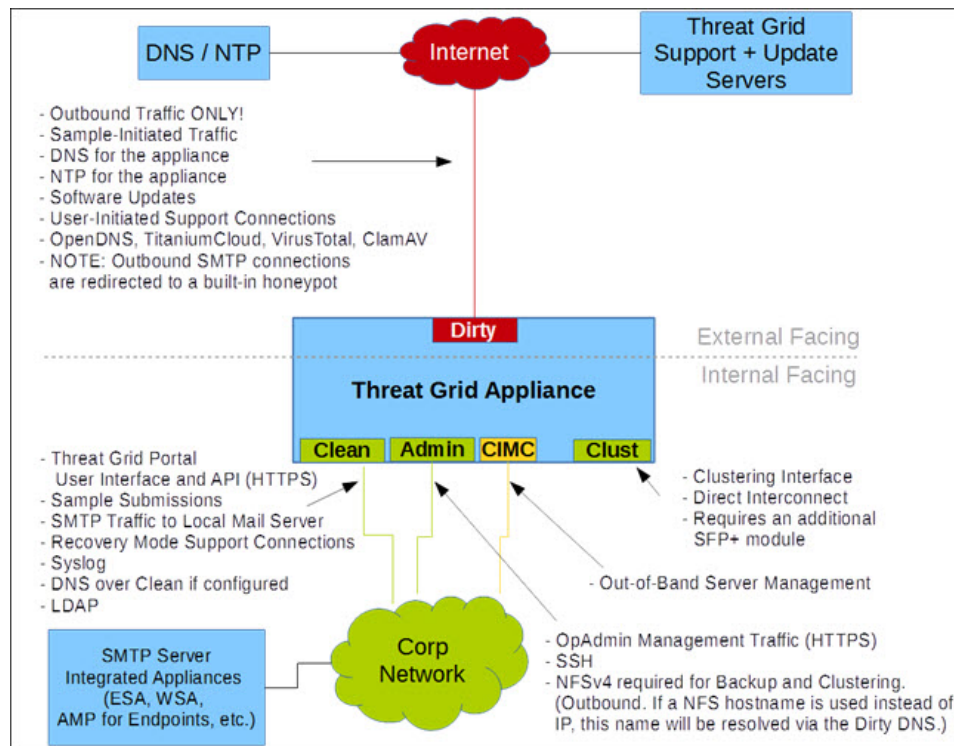 DNS / NTP
Internet
Threat Grid
Support + Update
Servers
- Outbound Traffic ONLY!
- Sample-Initiated Traffic
- DNS for the appliance
- NTP for the appliance
- Software Updates
- User-Initiated Support Connections
- OpenDNS, TitaniumCloud, VirusTotal, ClamAV
- NOTE: Outbound SMTP connections
are redirected to a built-in honeypot
Dirty
External Facing
Internal Facing
Threat Grid Appliance
Clean
Admin
CIMC
Clust
- Threat Grid Portal
User Interface and API (HTTPS)
- Sample Submissions
- SMTP Traffic to Local Mail Server
- Recovery Mode Support Connections
- Syslog
- DNS over Clean if configured
- LDAP
- Clustering Interface
- Direct Interconnect
- Requires an additional
SFP+ module
- Out-of-Band Server Management
- OpAdmin Management Traffic (HTTPS)
- SSH
- NFSv4 required for Backup and Clustering.
(Outbound. If a NFS hostname is used instead of
IP, this name will be resolved via the Dirty DNS.)
Corp
Network
SMTP Server
Integrated Appliances
(ESA, WSA,
AMP for Endpoints, etc.)